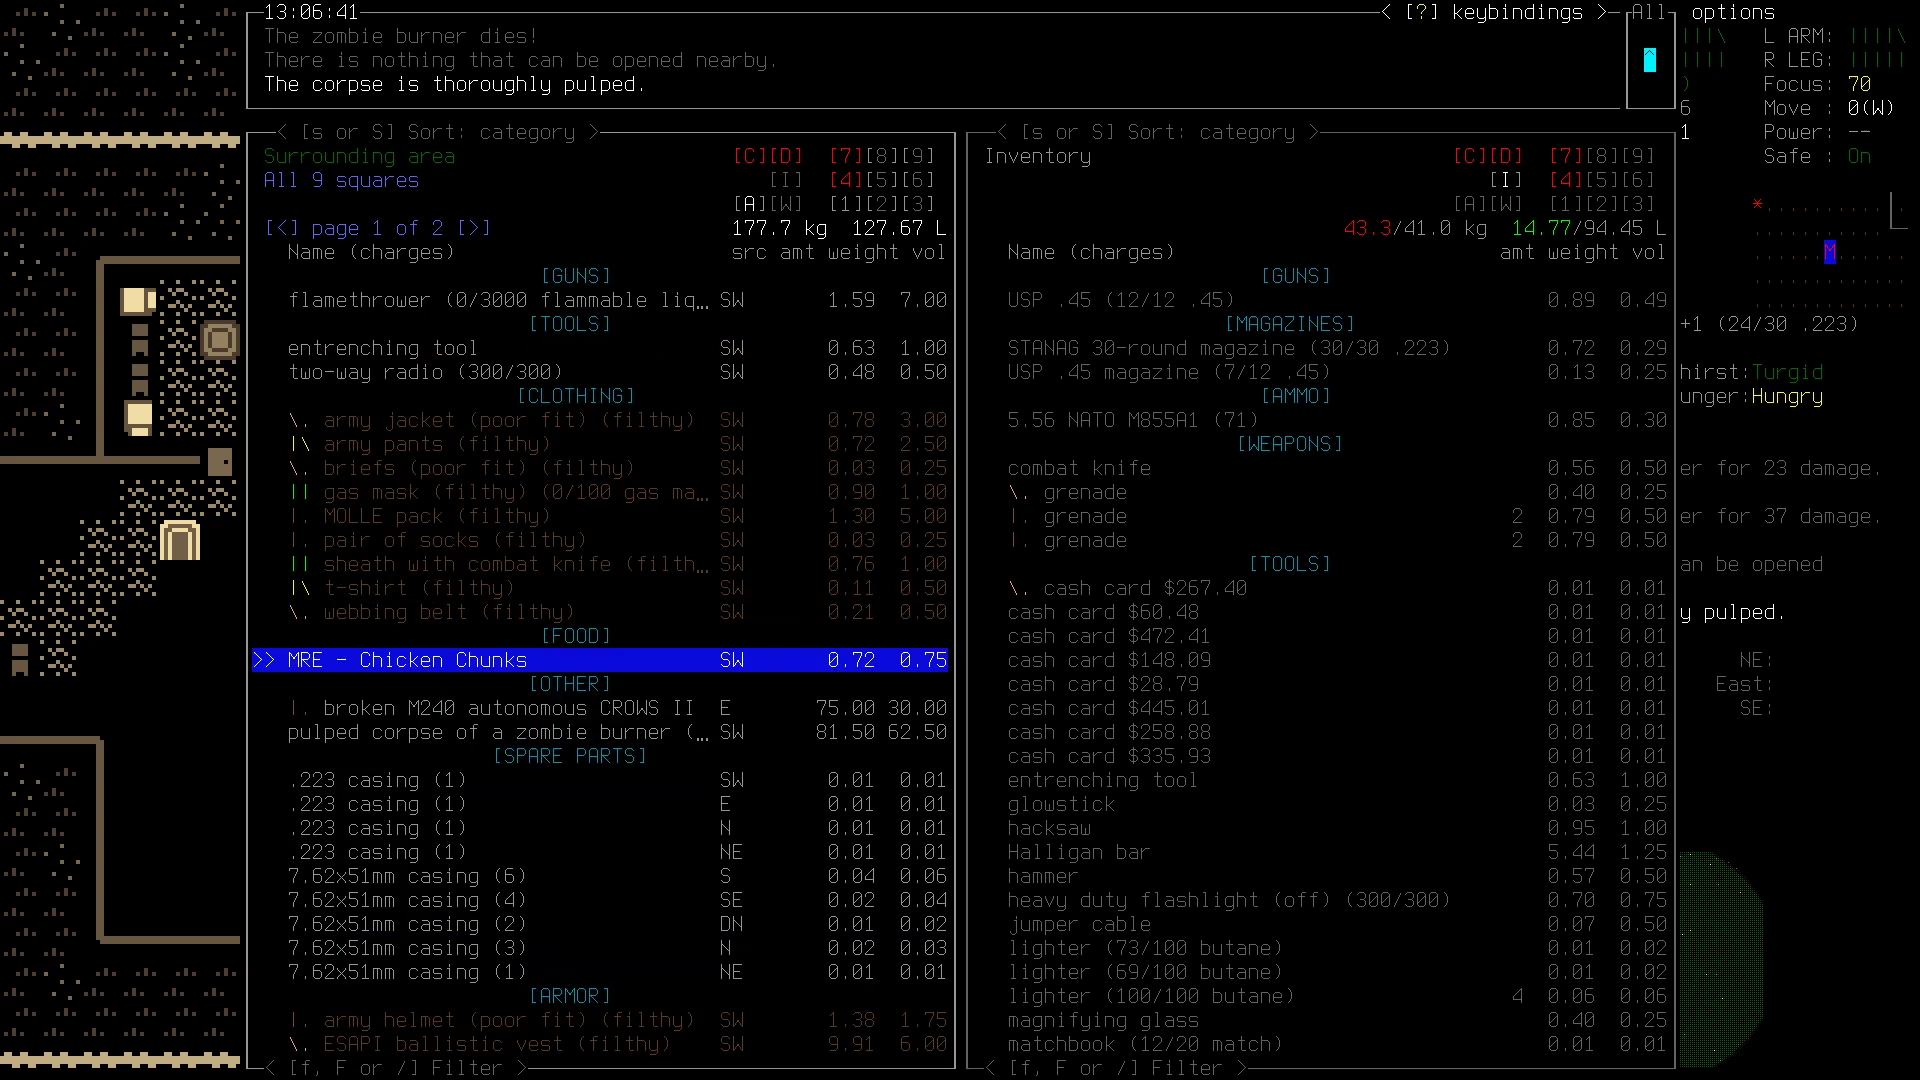 13:06:41 < [?] keybindings > All options
The zombie burner dies!
There is nothing that can be opened nearby.
The corpse is thoroughly pulped.
L ARM: ||||\
R LEG: |||||
Focus: 70
6 Move : 0(W)
1 Power: --
Safe : On
< [s or S] Sort: category >
Surrounding area [C][D] [7][8][9]
All 9 squares [I] [4][5][6]
[A][W] [1][2][3]
[<] page 1 of 2 [>] 177.7 kg 127.67 L
Name (charges) src amt weight vol
[GUNS]
flamethrower (0/3000 flammable liq… SW 1.59 7.00
[TOOLS]
entrenching tool SW 0.63 1.00
two-way radio (300/300) SW 0.48 0.50
[CLOTHING]
\. army jacket (poor fit) (filthy) SW 0.78 3.00
|\ army pants (filthy) SW 0.72 2.50
\. briefs (poor fit) (filthy) SW 0.03 0.25
|| gas mask (filthy) (0/100 gas ma… SW 0.90 1.00
|. MOLLE pack (filthy) SW 1.30 5.00
|. pair of socks (filthy) SW 0.03 0.25
|| sheath with combat knife (filth… SW 0.76 1.00
|\ t-shirt (filthy) SW 0.11 0.50
\. webbing belt (filthy) SW 0.21 0.50
[FOOD]
>> MRE - Chicken Chunks SW 0.72 0.75
[OTHER]
|. broken M240 autonomous CROWS II E 75.00 30.00
pulped corpse of a zombie burner (… SW 81.50 62.50
[SPARE PARTS]
.223 casing (1) SW 0.01 0.01
.223 casing (1) E 0.01 0.01
.223 casing (1) N 0.01 0.01
.223 casing (1) NE 0.01 0.01
7.62x51mm casing (6) S 0.04 0.06
7.62x51mm casing (4) SE 0.02 0.04
7.62x51mm casing (2) DN 0.01 0.02
7.62x51mm casing (3) N 0.02 0.03
7.62x51mm casing (1) NE 0.01 0.01
[ARMOR]
|. army helmet (poor fit) (filthy) SW 1.38 1.75
\. ESAPI ballistic vest (filthy) SW 9.91 6.00
< [f, F or /] Filter >
< [s or S] Sort: category >
Inventory [C][D] [7][8][9]
[I] [4][5][6]
[A][W] [1][2][3]
43.3/41.0 kg 14.77/94.45 L
Name (charges) amt weight vol
[GUNS]
USP .45 (12/12 .45) 0.89 0.49
[MAGAZINES]
STANAG 30-round magazine (30/30 .223) 0.72 0.29
USP .45 magazine (7/12 .45) 0.13 0.25
[AMMO]
5.56 NATO M855A1 (71) 0.85 0.30
[WEAPONS]
combat knife 0.56 0.50
\. grenade 0.40 0.25
|. grenade 2 0.79 0.50
|. grenade 2 0.79 0.50
[TOOLS]
\. cash card $267.40 0.01 0.01
cash card $60.48 0.01 0.01
cash card $472.41 0.01 0.01
cash card $148.09 0.01 0.01
cash card $28.79 0.01 0.01
cash card $445.01 0.01 0.01
cash card $258.88 0.01 0.01
cash card $335.93 0.01 0.01
entrenching tool 0.63 1.00
glowstick 0.03 0.25
hacksaw 0.95 1.00
Halligan bar 5.44 1.25
hammer 0.57 0.50
heavy duty flashlight (off) (300/300) 0.70 0.75
jumper cable 0.07 0.50
lighter (73/100 butane) 0.01 0.02
lighter (69/100 butane) 0.01 0.02
lighter (100/100 butane) 4 0.06 0.06
magnifying glass 0.40 0.25
matchbook (12/20 match) 0.01 0.01
< [f, F or /] Filter >
M
+1 (24/30 .223)
hirst:Turgid
unger:Hungry
er for 23 damage.
er for 37 damage.
an be opened
y pulped.
NE:
East:
SE: